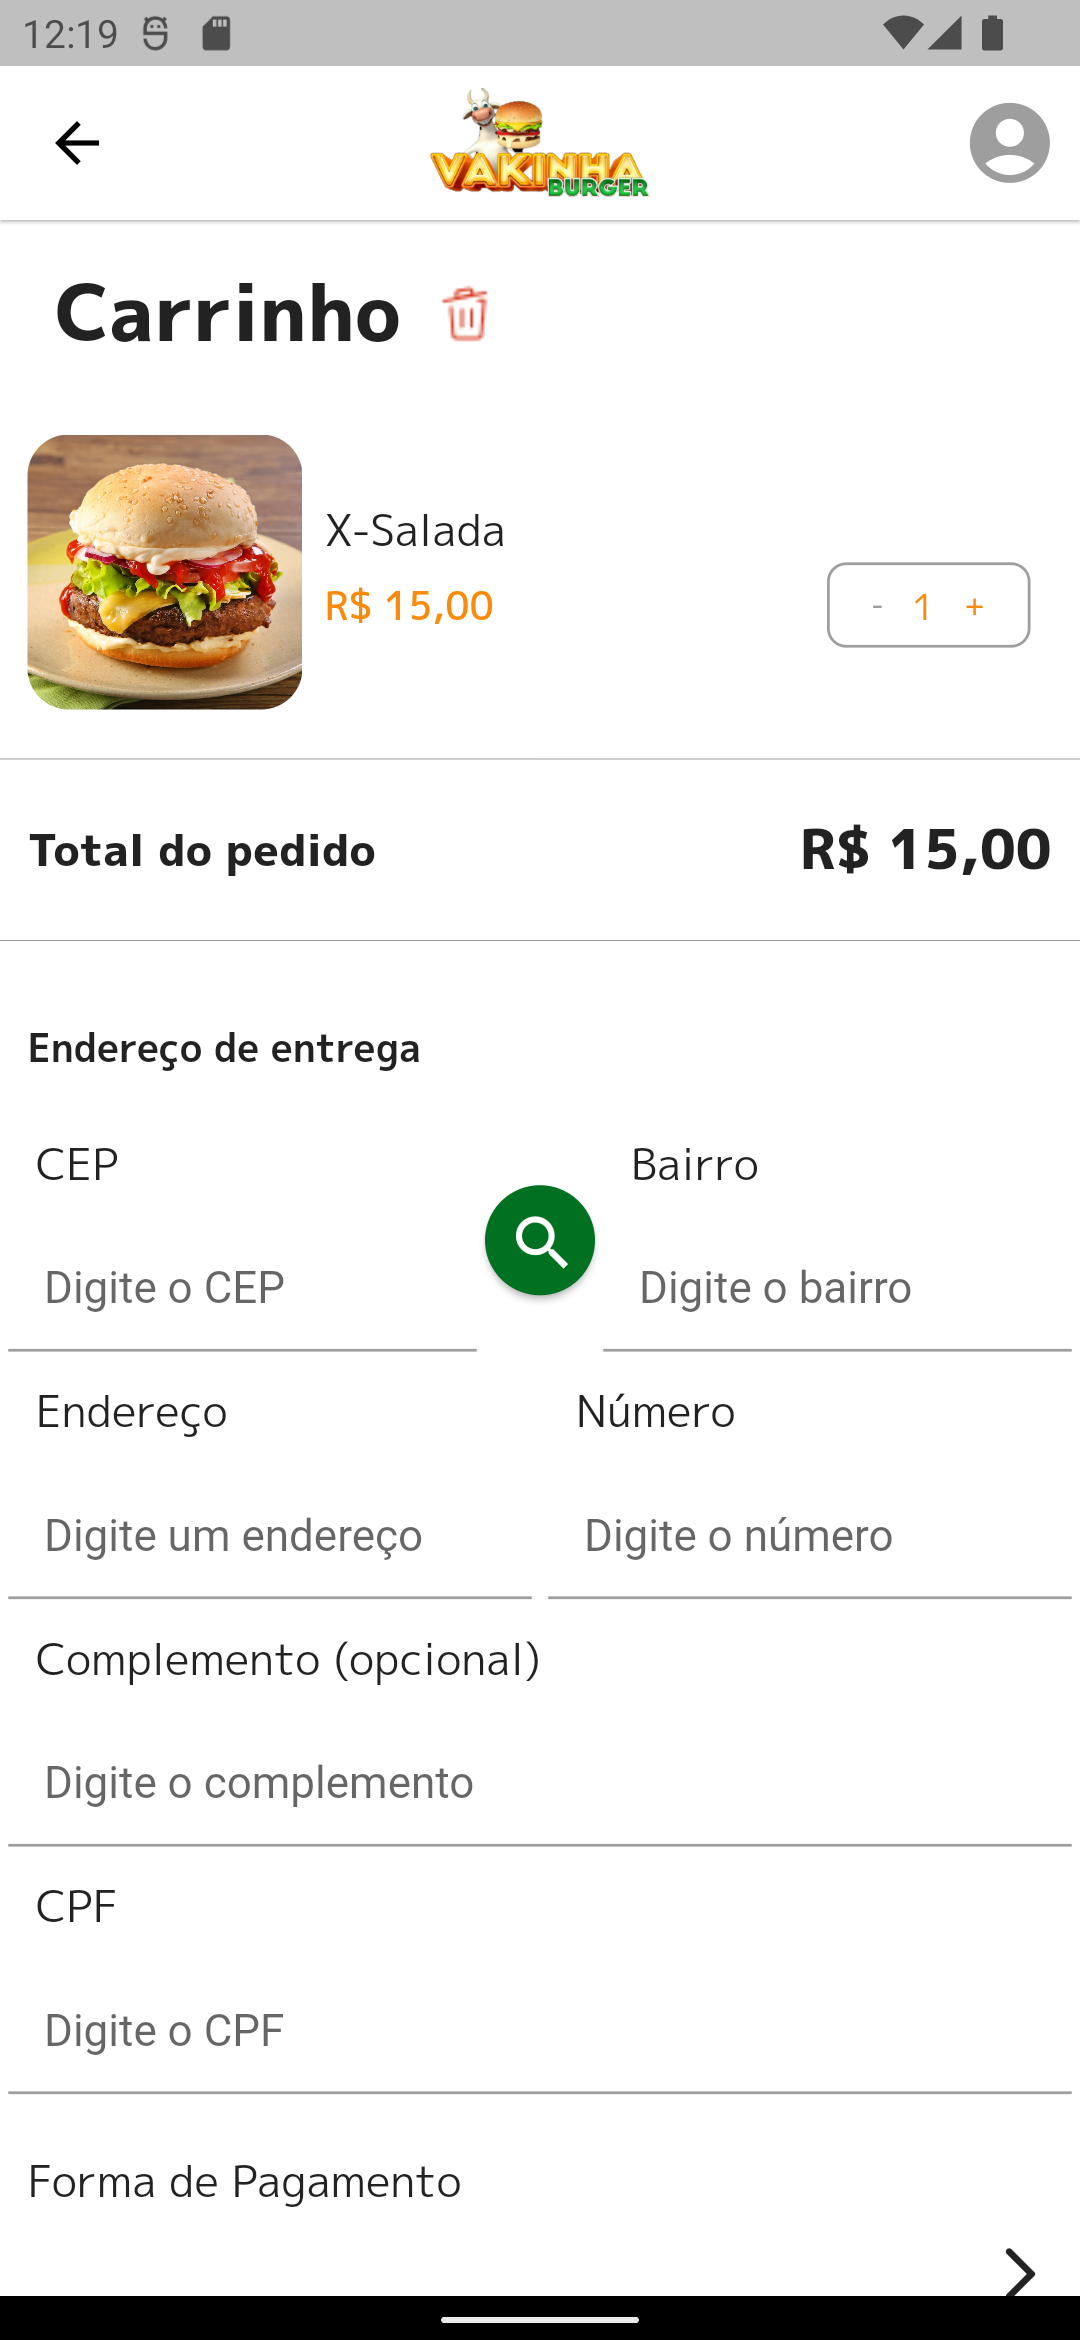 12:19
VAKINHA
BURGER
Carrinho
X-Salada
R$ 15,00
- 1 +
Total do pedido R$ 15,00
Endereço de entrega
CEP Bairro
Digite o CEP Digite o bairro
Endereço Número
Digite um endereço Digite o número
Complemento (opcional)
Digite o complemento
CPF
Digite o CPF
Forma de Pagamento